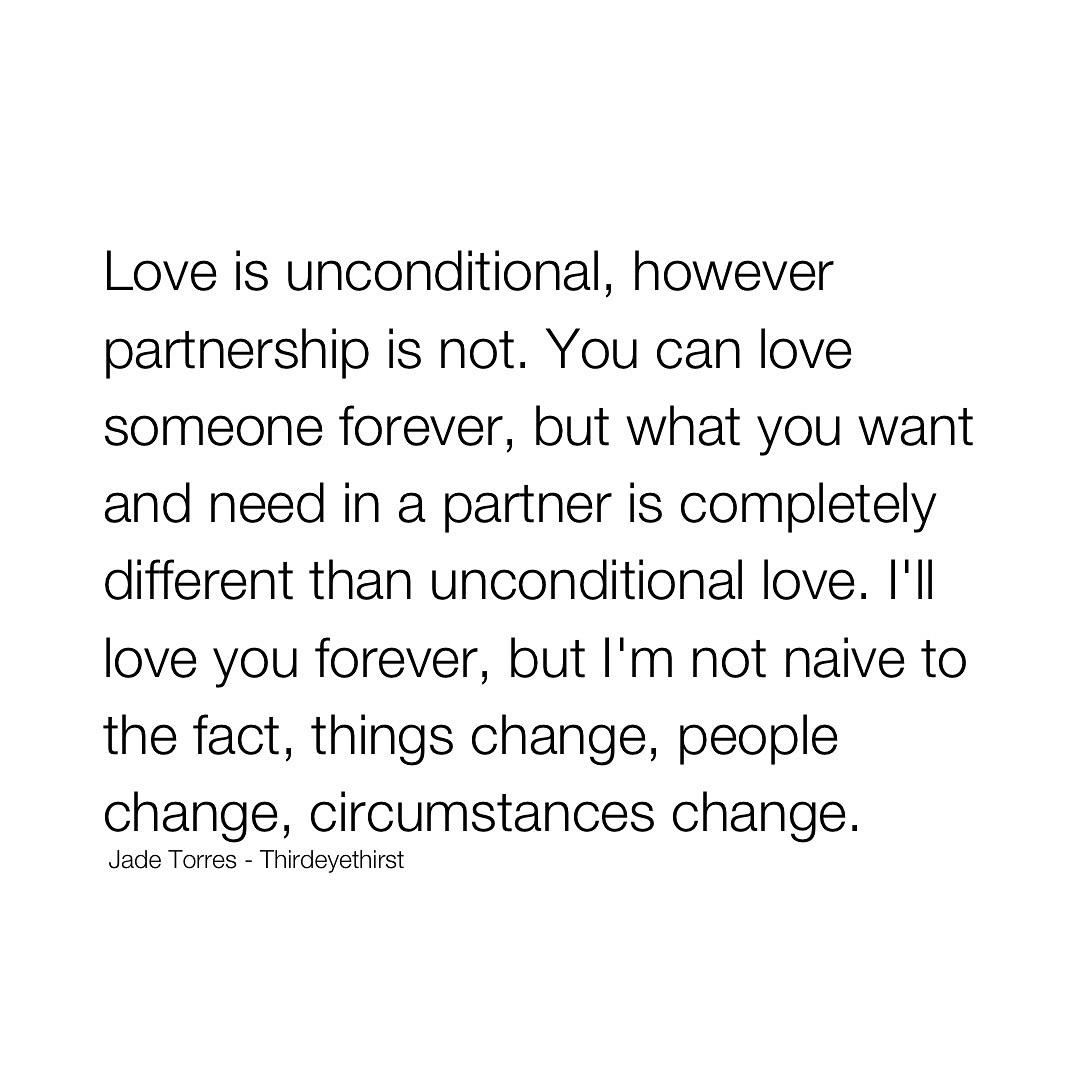 Love is unconditional, however
partnership is not. You can love
someone forever, but what you want
and need in a partner is completely
different than unconditional love. I'll
love you forever, but I'm not naive to
the fact, things change, people
change, circumstances change.
Jade Torres - Thirdeyethirst